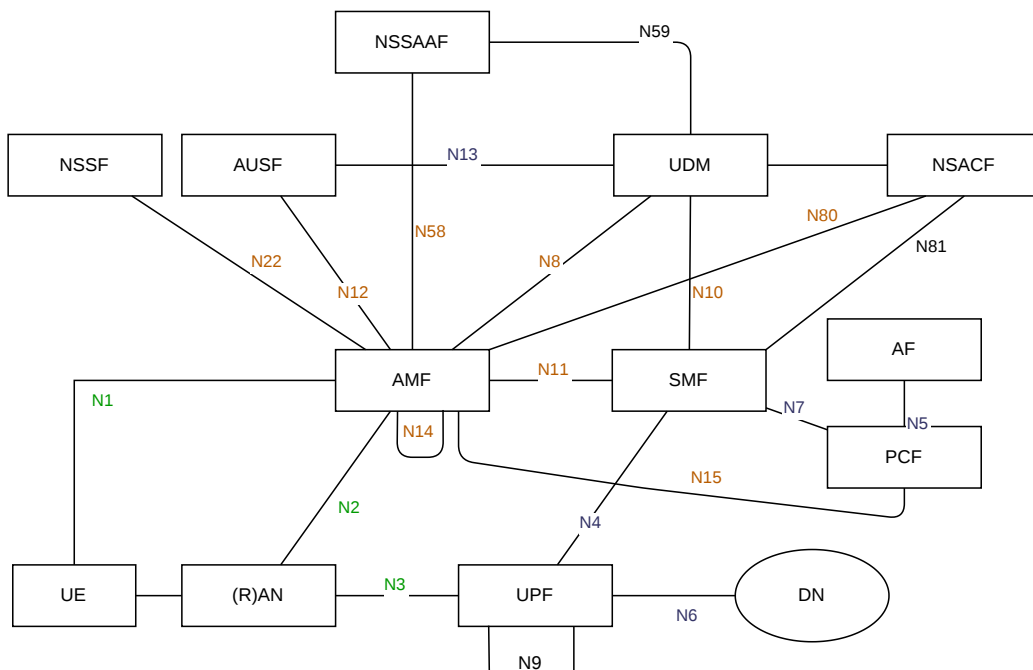 NSSAAF
N59
NSSF
AUSF
N13
UDM
NSACF
N80
N58
N81
N22
N8
N12
N10
AF
AMF
N11
SMF
N1
N7
N5
N14
PCF
N15
N2
N4
N3
UE
(R)AN
UPF
DN
N6
N9